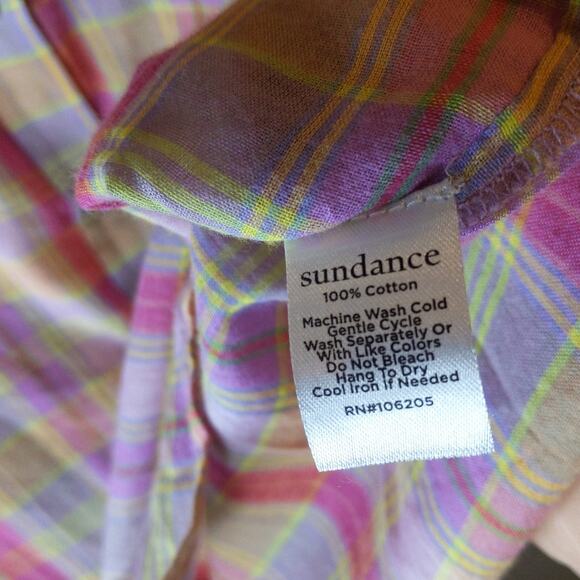 sundance
100% Cotton
Machine Wash Cold
Gentle Cycle
Wash Separately Or
With Like Colors
Do Not Bleach
Hang To Dry
Cool Iron if Needed
RN#106205